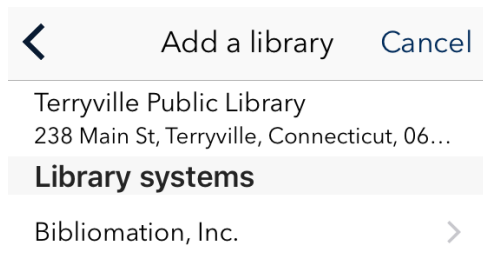 Add a library Cancel
Terryville Public Library
238 Main St, Terryville, Connecticut, 06...
Library systems
Bibliomation, Inc.